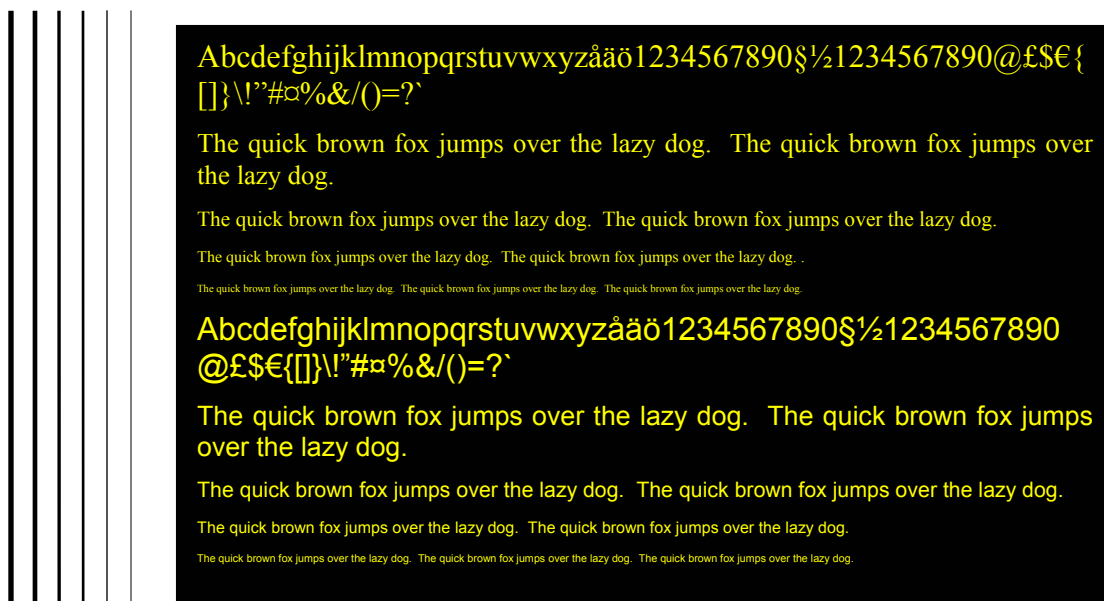 Abcdefghijklmnopqrstuvwxyzåäö1234567890§½1234567890@£$€{
[]}\!”#¤%&/()=?`
The quick brown fox jumps over the lazy dog.  The quick brown fox jumps over
the lazy dog.
The quick brown fox jumps over the lazy dog.  The quick brown fox jumps over the lazy dog.
The quick brown fox jumps over the lazy dog.  The quick brown fox jumps over the lazy dog. .
The quick brown fox jumps over the lazy dog.  The quick brown fox jumps over the lazy dog.  The quick brown fox jumps over the lazy dog.
Abcdefghijklmnopqrstuvwxyzåäö1234567890§½1234567890
@£$€{[]}\!”#¤%&/()=?`
The quick brown fox jumps over the lazy dog.  The quick brown fox jumps
over the lazy dog.
The quick brown fox jumps over the lazy dog.  The quick brown fox jumps over the lazy dog.
The quick brown fox jumps over the lazy dog.  The quick brown fox jumps over the lazy dog.
The quick brown fox jumps over the lazy dog.  The quick brown fox jumps over the lazy dog.  The quick brown fox jumps over the lazy dog.